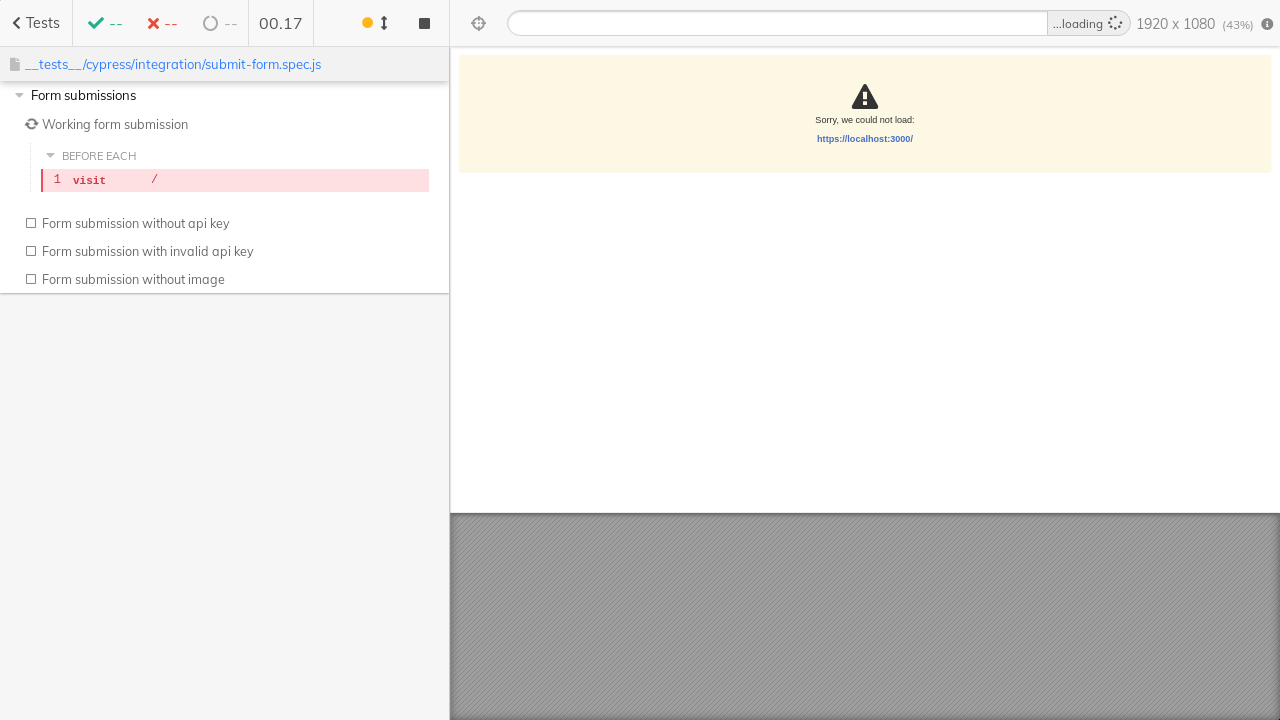 Tests
--
--
--
00.17
...loading
1920 x 1080 (43%)
__tests__/cypress/integration/submit-form.spec.js
Form submissions
Working form submission
BEFORE EACH
1 visit /
Form submission without api key
Form submission with invalid api key
Form submission without image
Sorry, we could not load:
https://localhost:3000/